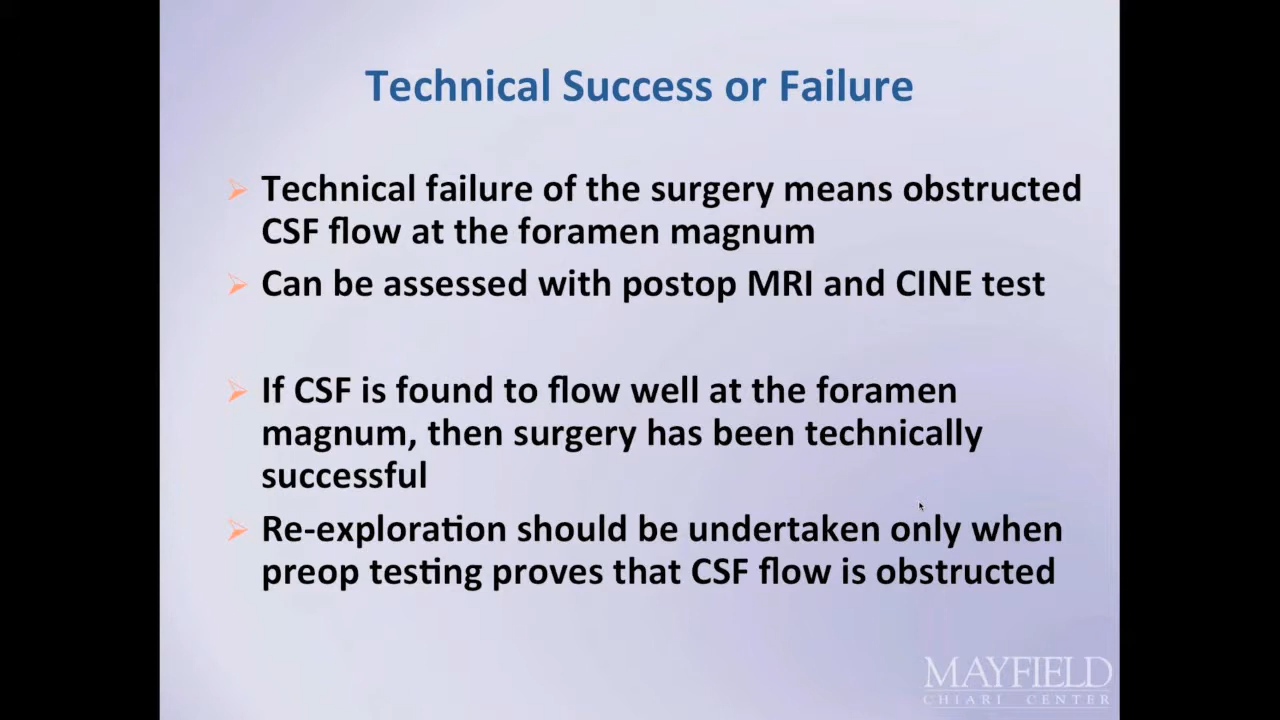 Technical Success or Failure
Technical failure of the surgery means obstructed
CSF flow at the foramen magnum
Can be assessed with postop MRI and CINE test
If CSF is found to flow well at the foramen
magnum, then surgery has been technically
successful
Re-exploration should be undertaken only when
preop testing proves that CSF flow is obstructed
MAYFIELD
CHIARI CENTER